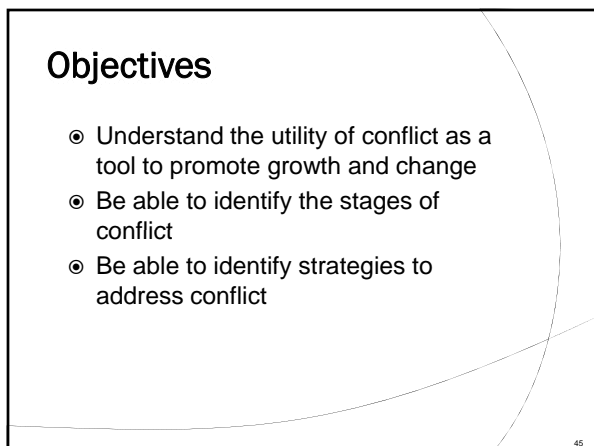 Objectives
⦿ Understand the utility of conflict as a
tool to promote growth and change
⦿ Be able to identify the stages of
conflict
⦿ Be able to identify strategies to
address conflict
45